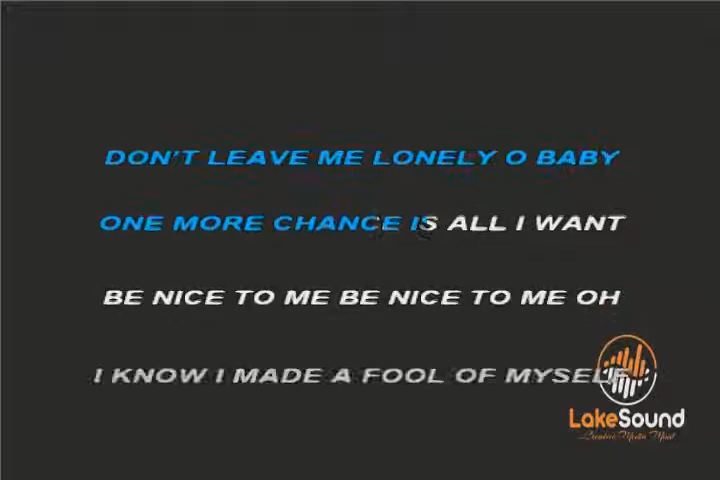 DON'T LEAVE ME LONELY O BABY
ONE MORE CHANCE IS ALL I WANT
BE NICE TO ME BE NICE TO ME OH
I KNOW I MADE A FOOL OF MYSELF
LakeSound